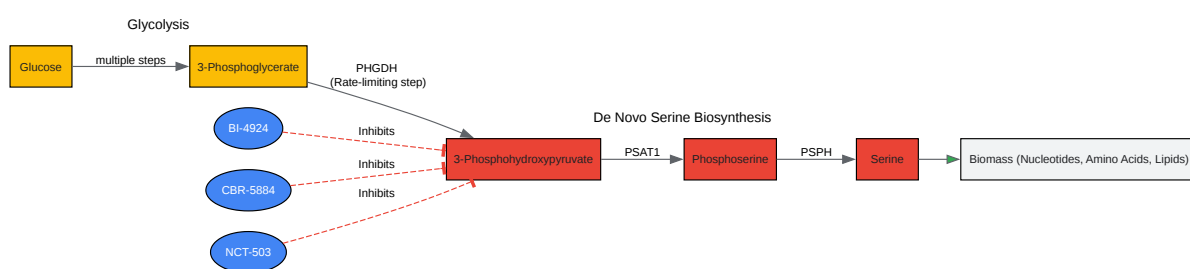 Glycolysis
Glucose
multiple steps
3-Phosphoglycerate
PHGDH
(Rate-limiting step)
BI-4924
Inhibits
CBR-5884
Inhibits
NCT-503
Inhibits
De Novo Serine Biosynthesis
3-Phosphohydroxypyruvate
PSAT1
Phosphoserine
PSPH
Serine
Biomass (Nucleotides, Amino Acids, Lipids)